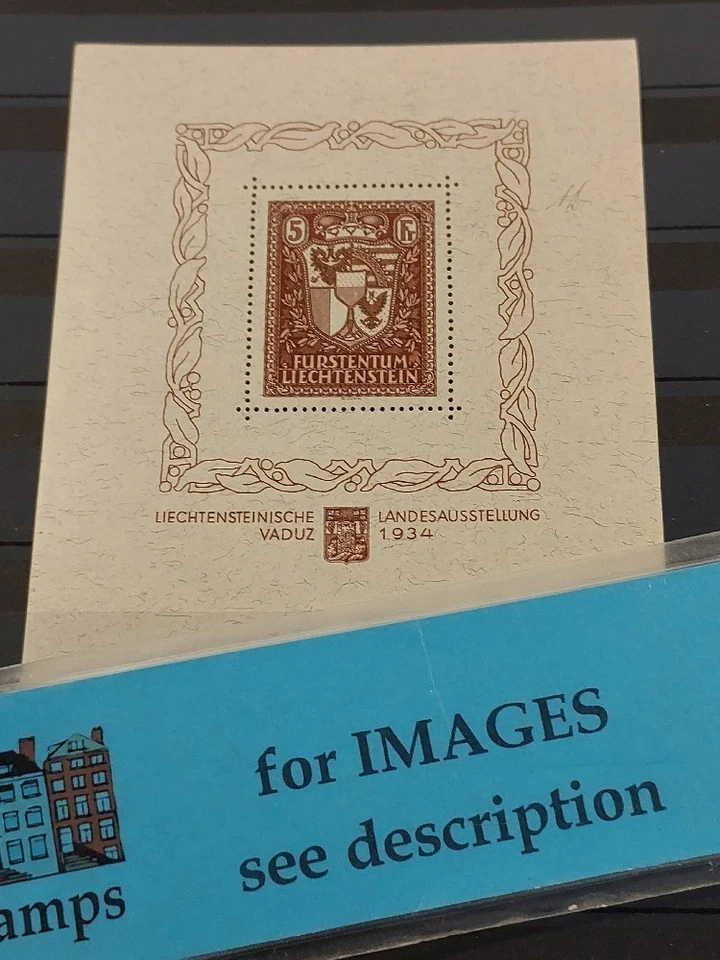 5 Fr.
FURSTENTUM
LIECHTENSTEIN
LIECHTENSTEINISCHE LANDESAUSSTELLUNG
VADUZ 1934
for IMAGES
see description
amps